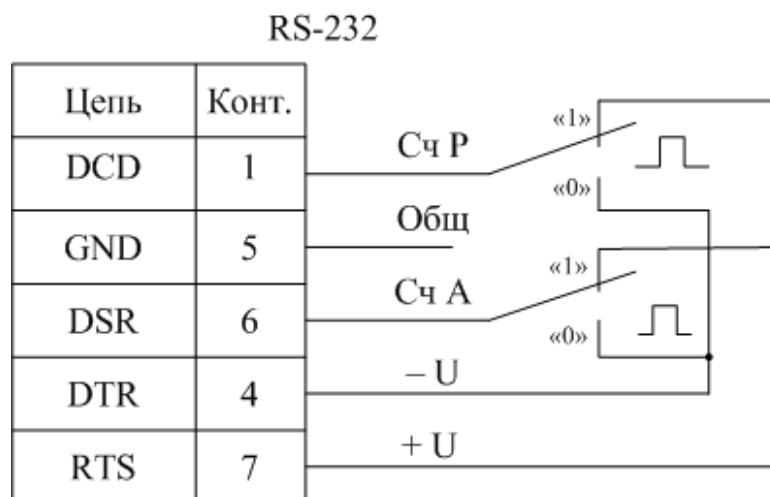 RS-232
Цепь Конт.
DCD 1
GND 5
DSR 6
DTR 4
RTS 7
Сч Р
«1»
«0»
Общ
Сч А
«1»
«0»
– U
+ U